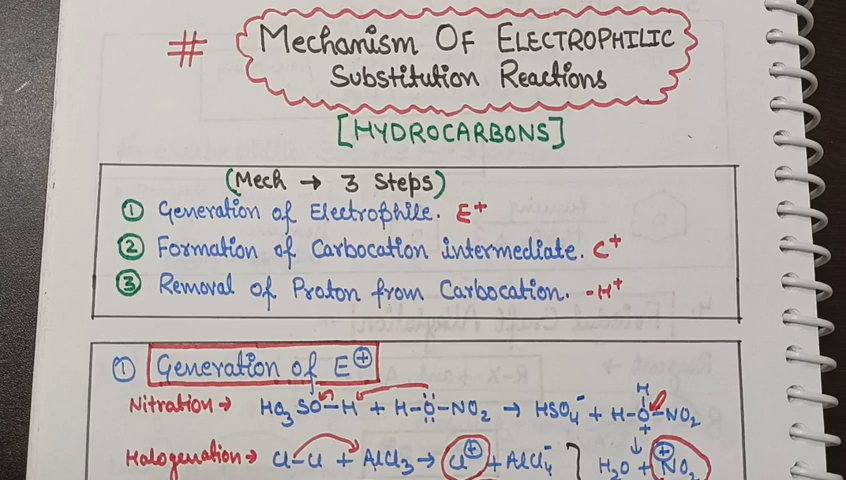 # MECHANISM OF ELECTROPHILIC
Substitution Reactions
[HYDROCARBONS]
(Mech → 3 Steps)
① Generation of Electrophile. E+
② Formation of Carbocation intermediate. C+
③ Removal of Proton from Carbocation. -H+
① Generation of E⊕
Nitration → HO₃SO-H + H-O-NO₂ → HSO₄⁻ + H-O-NO₂
H
+
↓
Halogenation → Cl-Cl + AlCl₃ → Cl⊕ + AlCl₄⁻ ] H₂O + ⊕NO₂